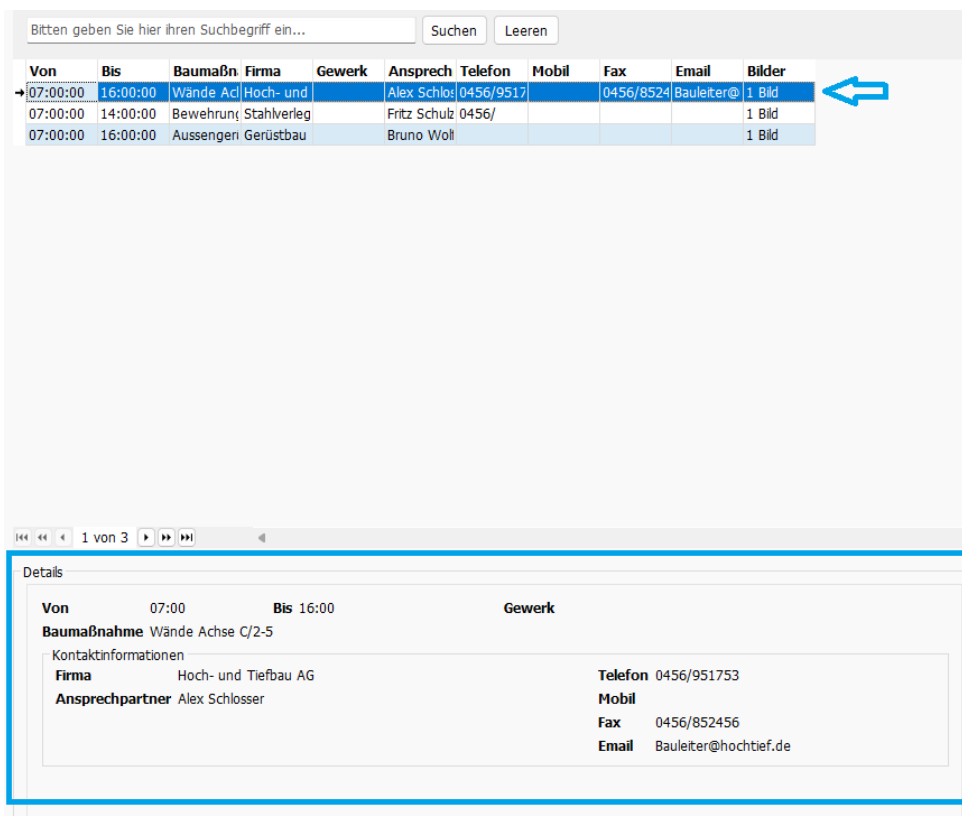 Bitten geben Sie hier ihren Suchbegriff ein... Suchen Leeren
Von Bis Baumaßn Firma Gewerk Ansprech Telefon Mobil Fax Email Bilder
07:00:00 16:00:00 Wände Acl Hoch- und Alex Schlos 0456/9517 0456/8524 Bauleiter@ 1 Bild
07:00:00 14:00:00 Bewehrung Stahlverleg Fritz Schulz 0456/ 1 Bild
07:00:00 16:00:00 Aussengeri Gerüstbau Bruno Wolf 1 Bild
1 von 3
Details
Von 07:00 Bis 16:00 Gewerk
Baumaßnahme Wände Achse C/2-5
Kontaktinformationen
Firma Hoch- und Tiefbau AG Telefon 0456/951753
Ansprechpartner Alex Schlosser Mobil
Fax 0456/852456
Email Bauleiter@hochtief.de